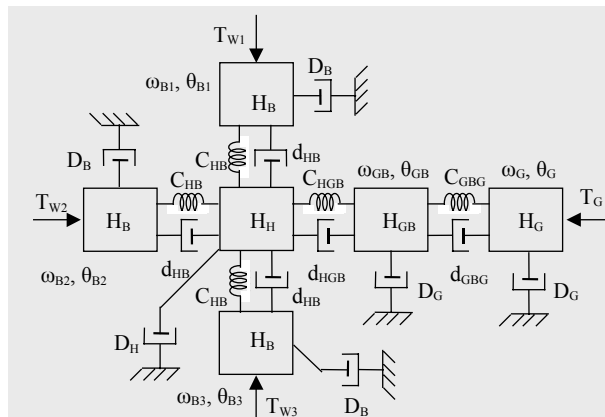 T_W1
ω_B1, θ_B1
D_B
H_B
D_B
C_HB
d_HB
T_W2
C_HB
C_HGB
ω_GB, θ_GB
C_GBG
ω_G, θ_G
T_G
H_B
H_H
H_GB
H_G
ω_B2, θ_B2
d_HB
C_HB
d_HB
d_HGB
D_G
d_GBG
D_G
D_H
H_B
ω_B3, θ_B3
T_W3
D_B